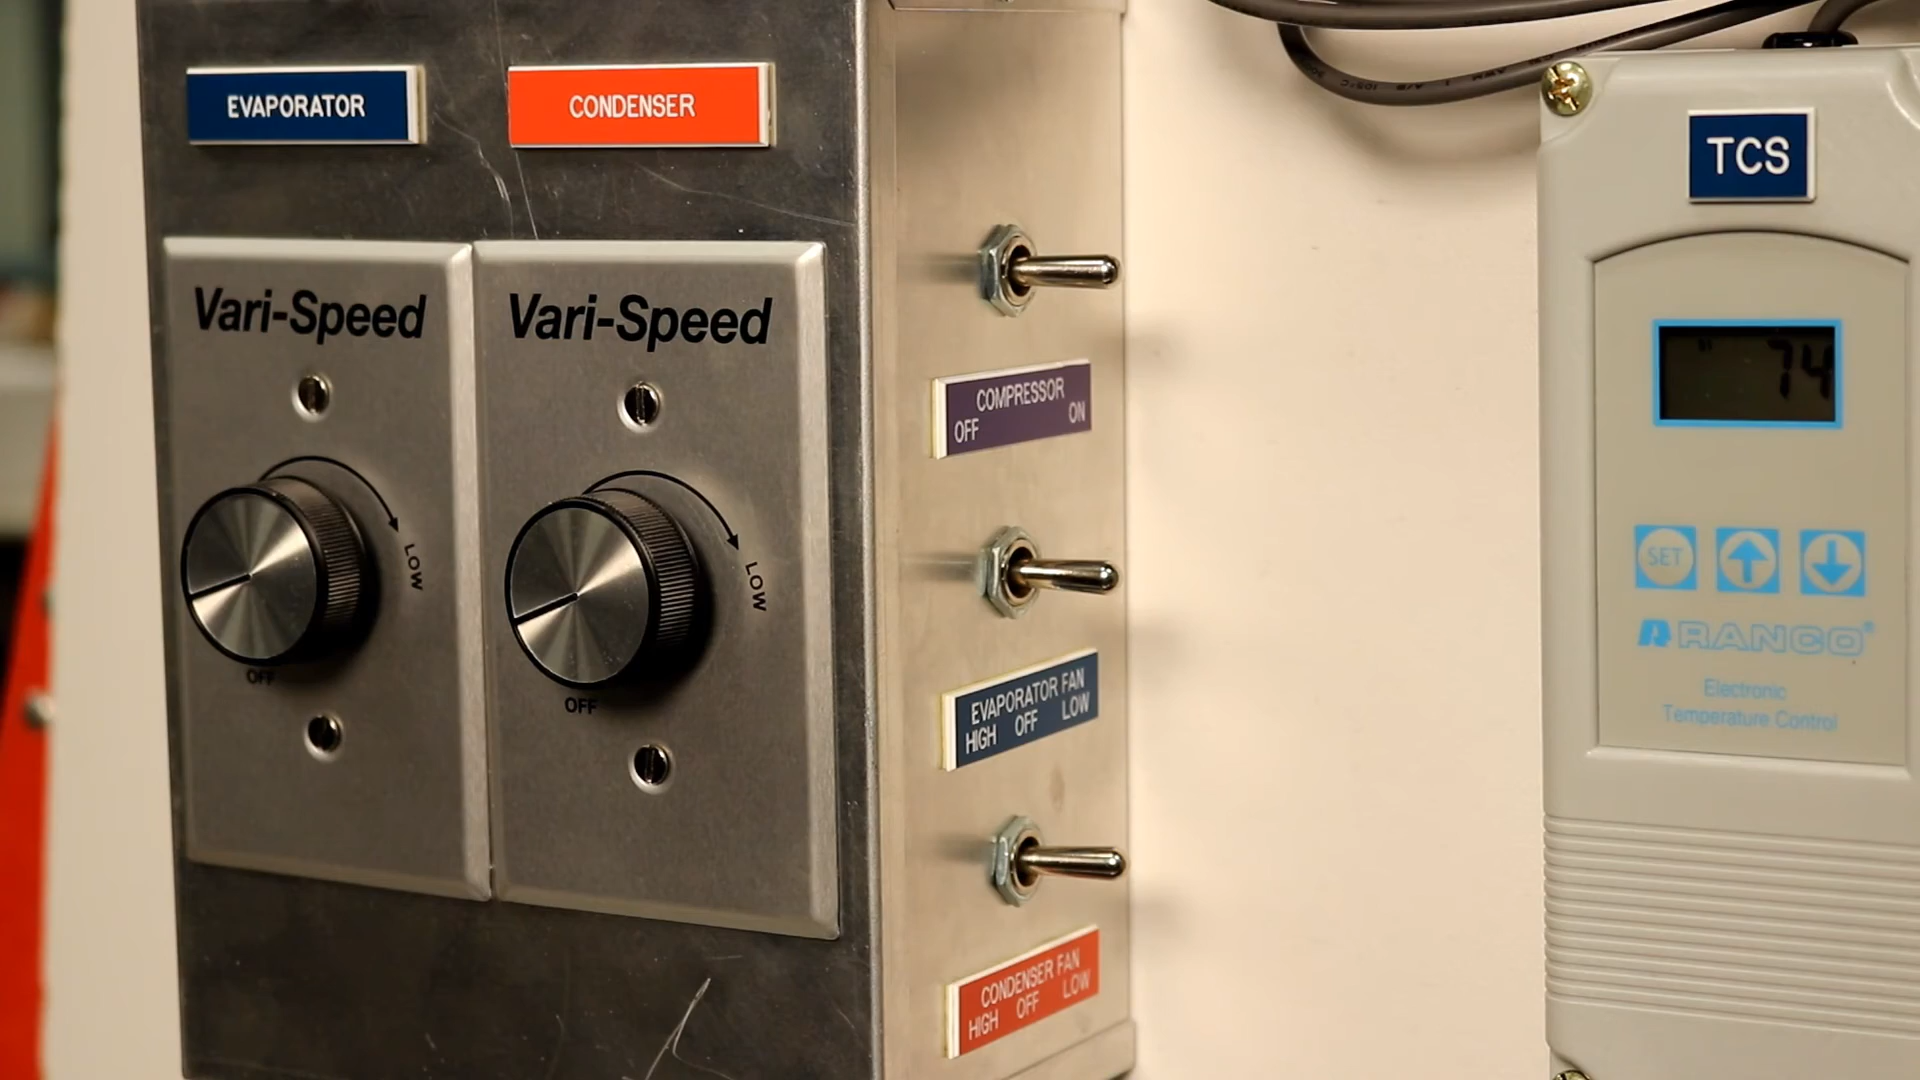 EVAPORATOR
CONDENSER
Vari-Speed
LOW
OFF
Vari-Speed
LOW
OFF
COMPRESSOR
OFF ON
EVAPORATOR FAN
HIGH OFF LOW
CONDENSER FAN
HIGH OFF LOW
TCS
74
SET
RANCO®
Electronic
Temperature Control